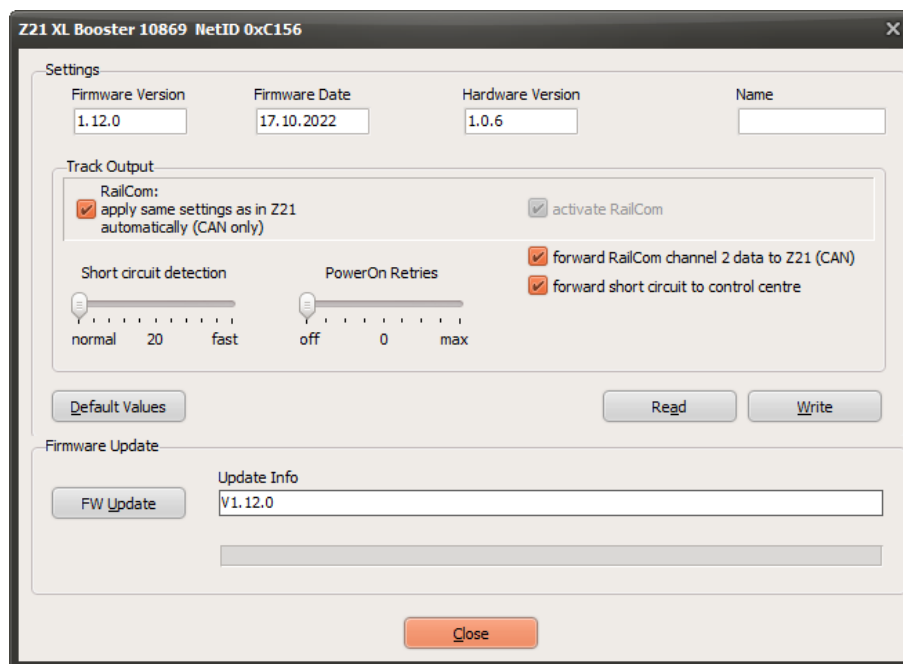 Z21 XL Booster 10869 NetID 0xC156
Settings
Firmware Version
Firmware Date
Hardware Version
Name
1.12.0
17.10.2022
1.0.6
Track Output
RailCom:
apply same settings as in Z21
automatically (CAN only)
activate RailCom
forward RailCom channel 2 data to Z21 (CAN)
forward short circuit to control centre
Short circuit detection
PowerOn Retries
normal 20 fast
off 0 max
Default Values
Read
Write
Firmware Update
Update Info
FW Update
V1.12.0
Close